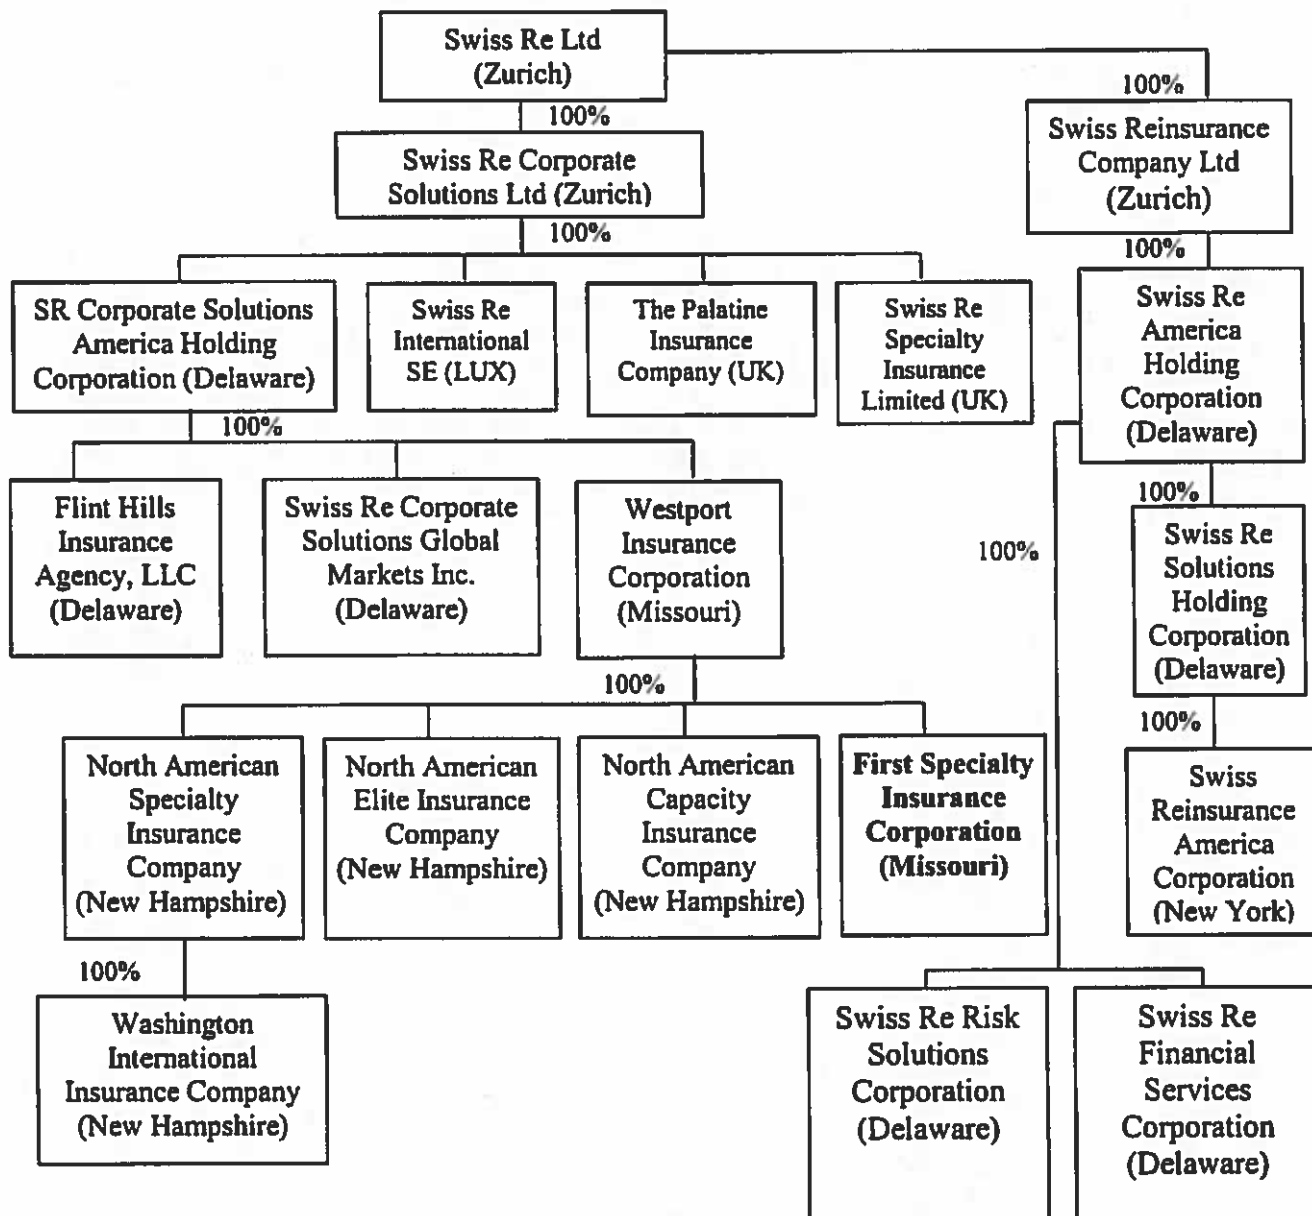 Swiss Re Ltd
(Zurich)
100%
100%
Swiss Re Corporate
Solutions Ltd (Zurich)
Swiss Reinsurance
Company Ltd
(Zurich)
100%
100%
SR Corporate Solutions
America Holding
Corporation (Delaware)
Swiss Re
International
SE (LUX)
The Palatine
Insurance
Company (UK)
Swiss Re
Specialty
Insurance
Limited (UK)
Swiss Re
America
Holding
Corporation
(Delaware)
100%
100%
100%
Flint Hills
Insurance
Agency, LLC
(Delaware)
Swiss Re Corporate
Solutions Global
Markets Inc.
(Delaware)
Westport
Insurance
Corporation
(Missouri)
Swiss Re
Solutions
Holding
Corporation
(Delaware)
100%
100%
North American
Specialty
Insurance
Company
(New Hampshire)
North American
Elite Insurance
Company
(New Hampshire)
North American
Capacity
Insurance
Company
(New Hampshire)
First Specialty
Insurance
Corporation
(Missouri)
Swiss
Reinsurance
America
Corporation
(New York)
100%
Washington
International
Insurance Company
(New Hampshire)
Swiss Re Risk
Solutions
Corporation
(Delaware)
Swiss Re
Financial
Services
Corporation
(Delaware)